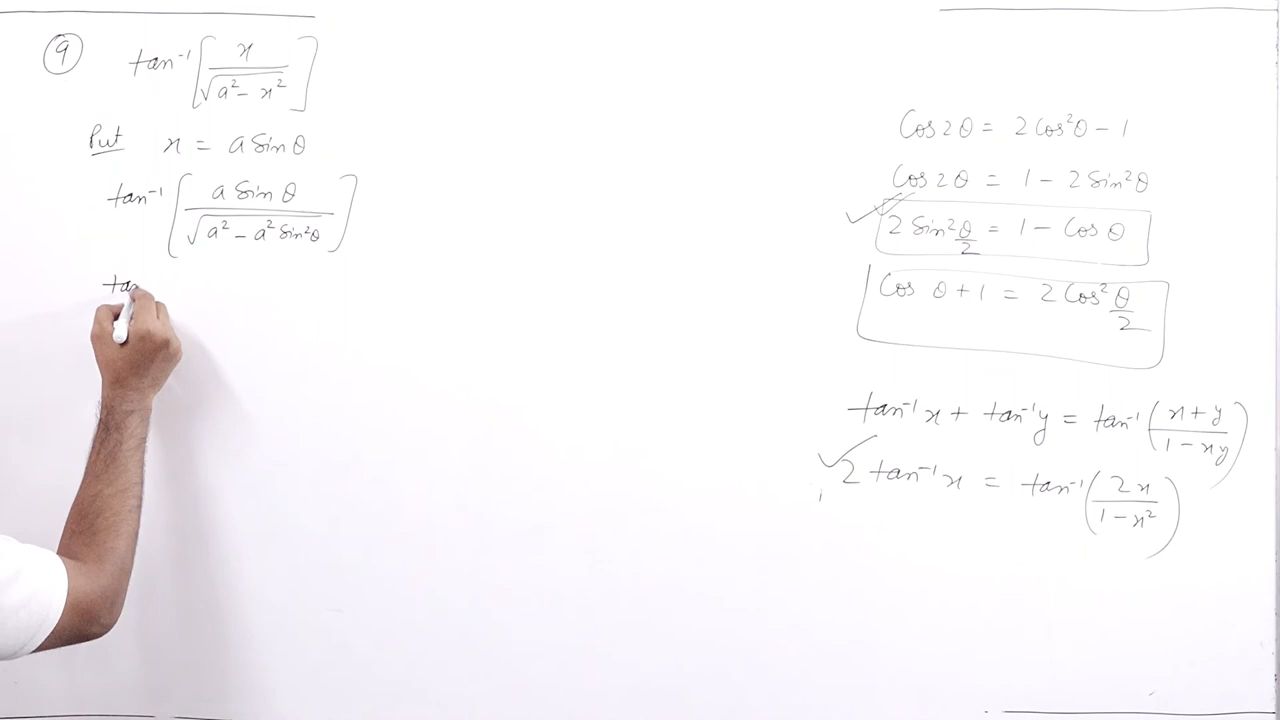 9 tan⁻¹[x/√(a² - x²)]
Put x = a Sin θ
tan⁻¹[a Sin θ/√(a² - a² Sin²θ)]
tan
Cos 2θ = 2 Cos²θ - 1
Cos 2θ = 1 - 2 Sin²θ
✓ 2 Sin² θ/2 = 1 - Cos θ
Cos θ + 1 = 2 Cos² θ/2
tan⁻¹x + tan⁻¹y = tan⁻¹((x + y)/(1 - xy))
✓ 2 tan⁻¹x = tan⁻¹(2x/(1 - x²))